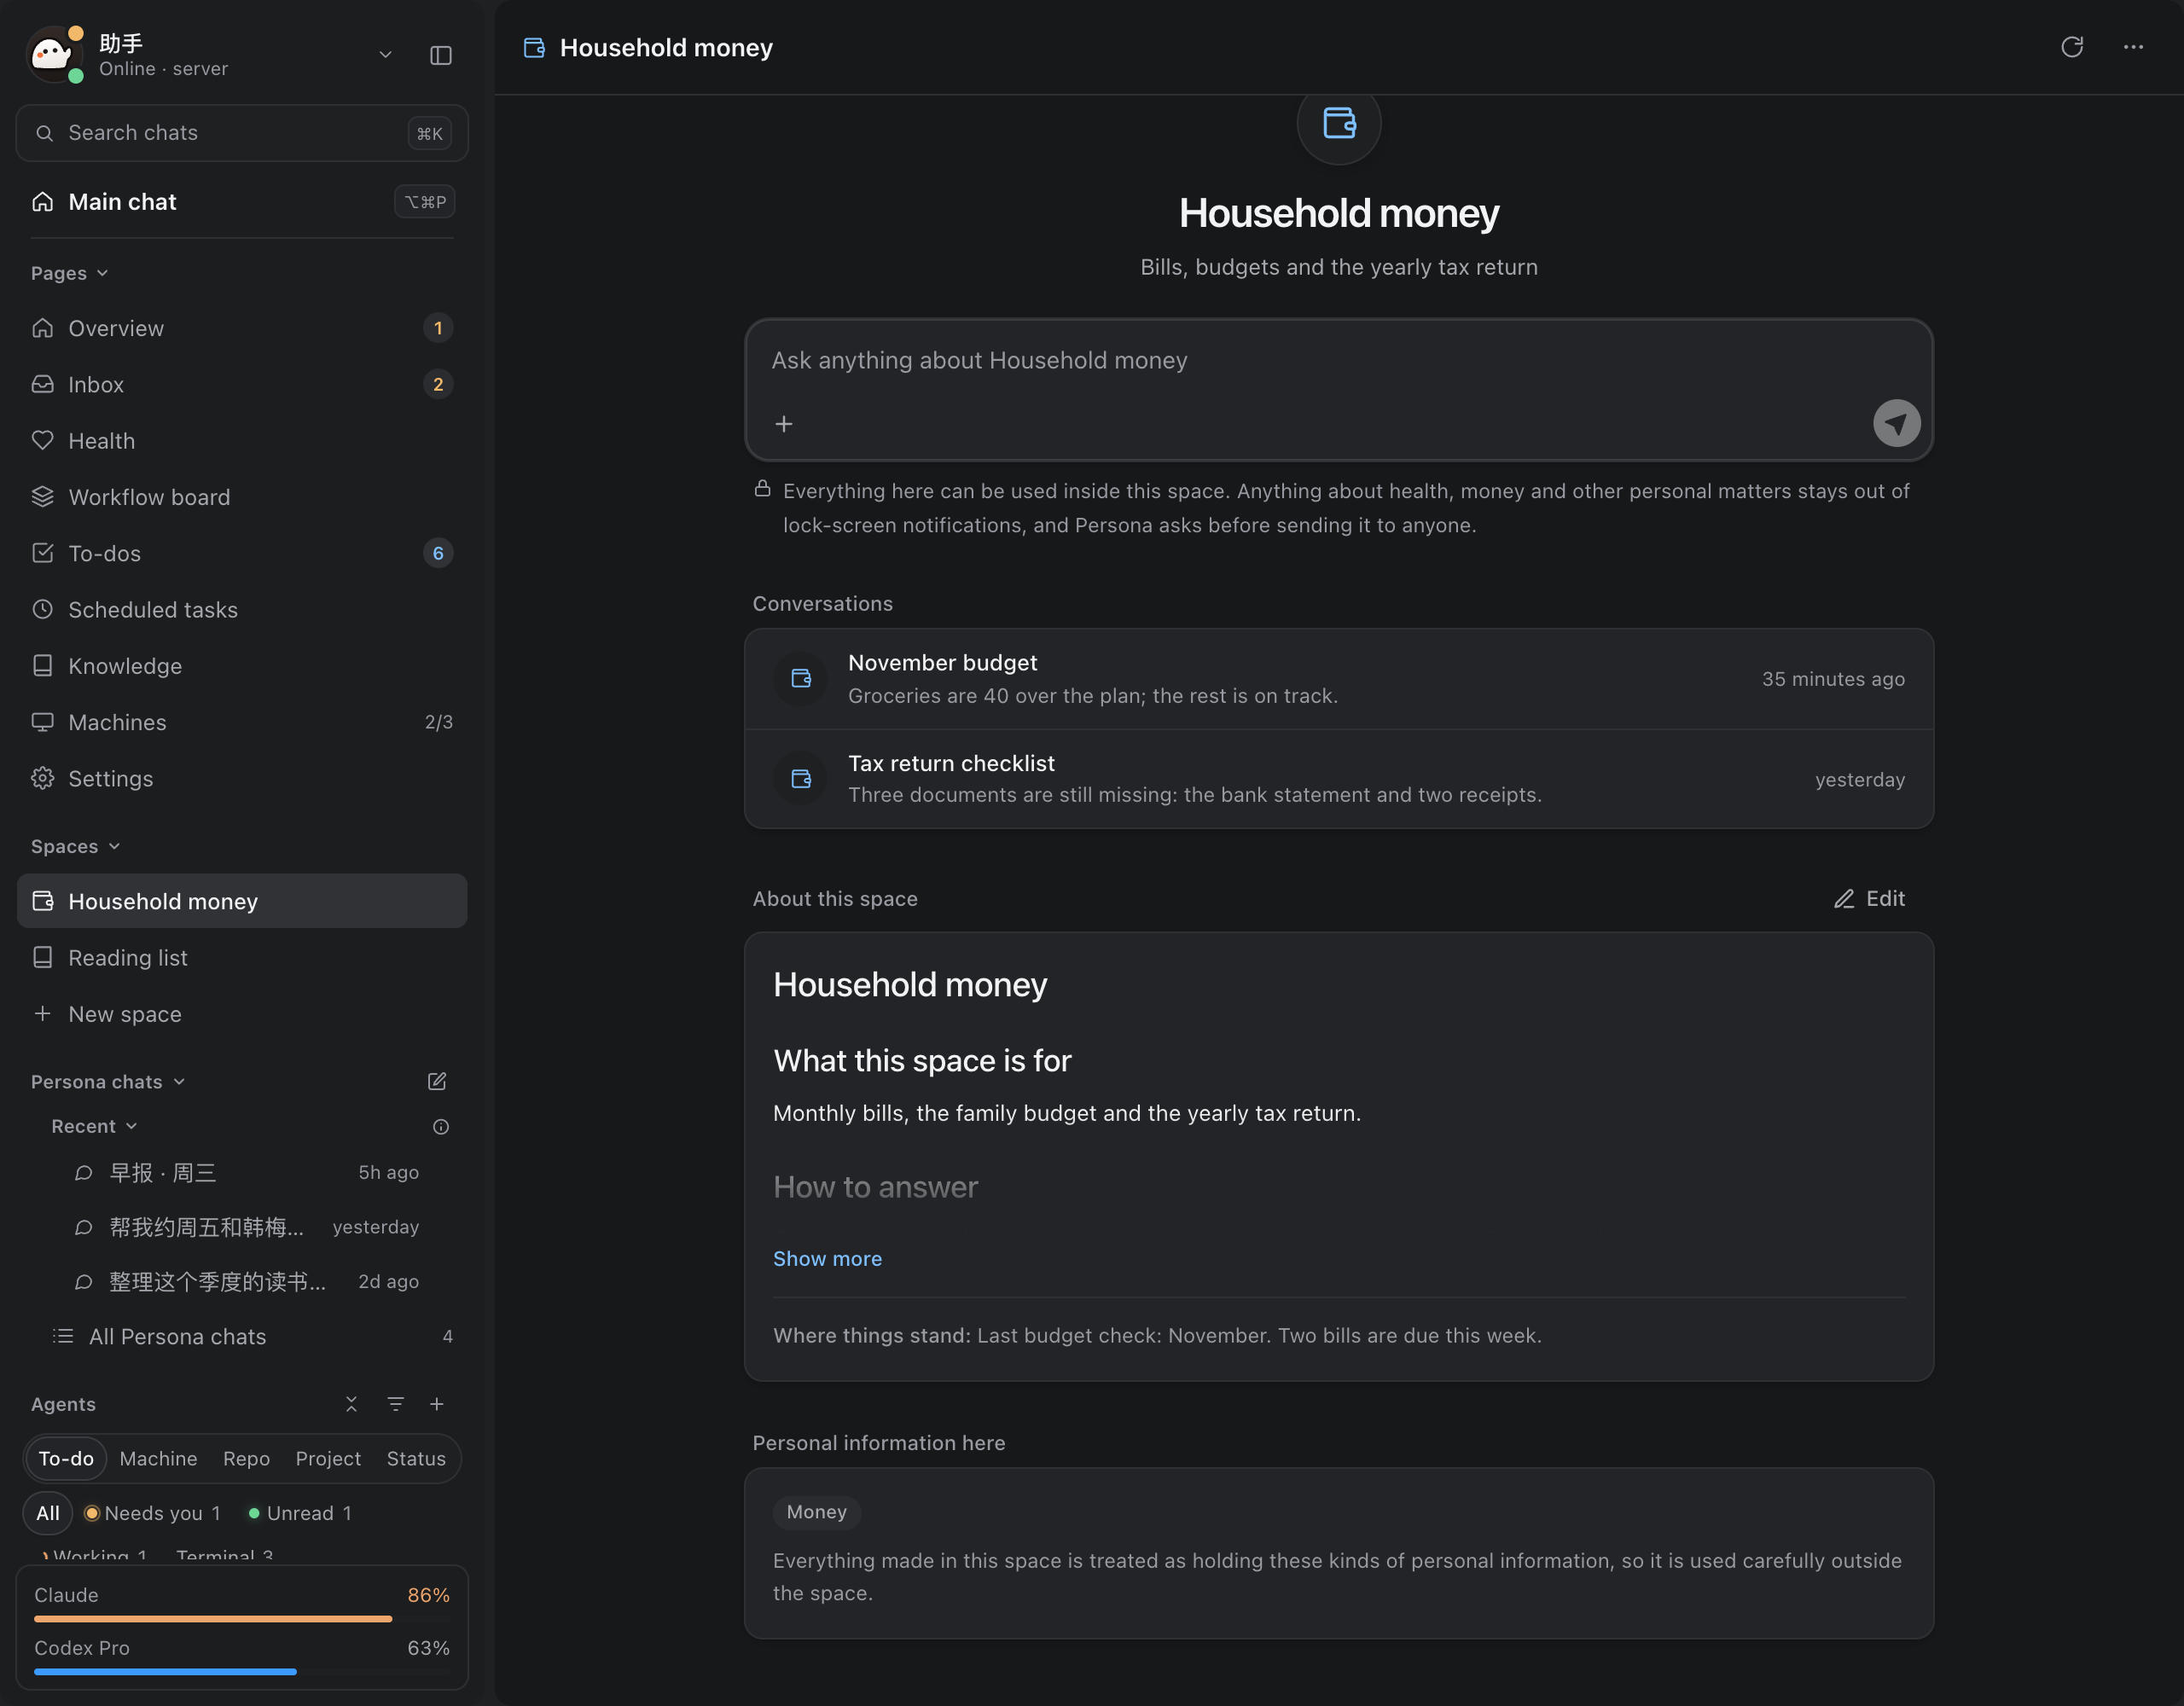 助手
Online · server
Search chats
⌘K
Main chat
⌥⌘P
Pages
Overview
1
Inbox
2
Health
Workflow board
To-dos
6
Scheduled tasks
Knowledge
Machines
2/3
Settings
Spaces
Household money
Reading list
New space
Persona chats
Recent
早报 · 周三
5h ago
帮我约周五和韩梅...
yesterday
整理这个季度的读书...
2d ago
All Persona chats
4
Agents
To-do
Machine
Repo
Project
Status
All
Needs you 1
Unread 1
Working 1
Terminal 3
Claude
86%
Codex Pro
63%
Household money
Household money
Bills, budgets and the yearly tax return
Ask anything about Household money
Everything here can be used inside this space. Anything about health, money and other personal matters stays out of
lock-screen notifications, and Persona asks before sending it to anyone.
Conversations
November budget
Groceries are 40 over the plan; the rest is on track.
35 minutes ago
Tax return checklist
Three documents are still missing: the bank statement and two receipts.
yesterday
About this space
Edit
Household money
What this space is for
Monthly bills, the family budget and the yearly tax return.
How to answer
Show more
Where things stand: Last budget check: November. Two bills are due this week.
Personal information here
Money
Everything made in this space is treated as holding these kinds of personal information, so it is used carefully outside
the space.